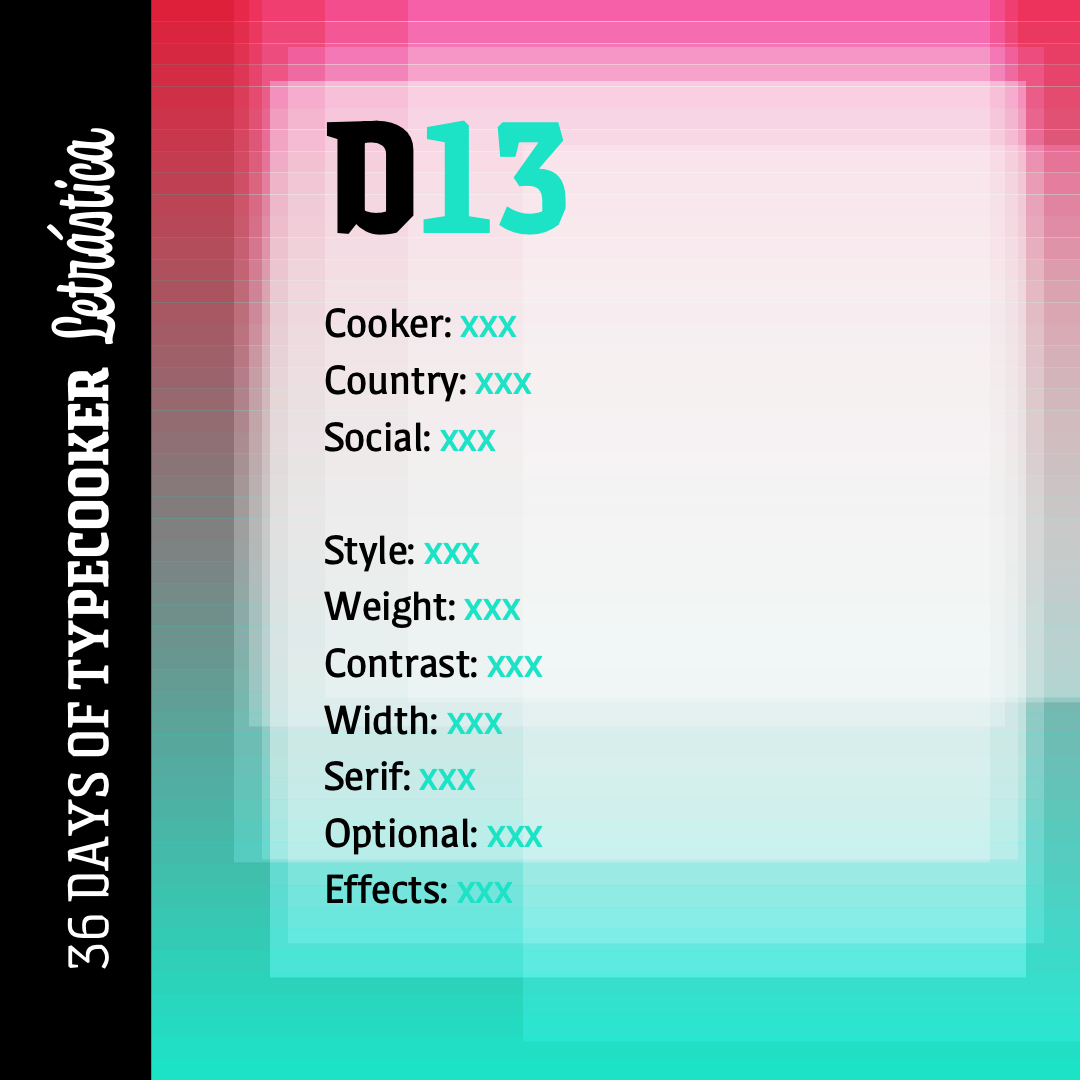 36 DAYS OF TYPECOOKER Letrástica
D13
Cooker: xxx
Country: xxx
Social: xxx
Style: xxx
Weight: xxx
Contrast: xxx
Width: xxx
Serif: xxx
Optional: xxx
Effects: xxx